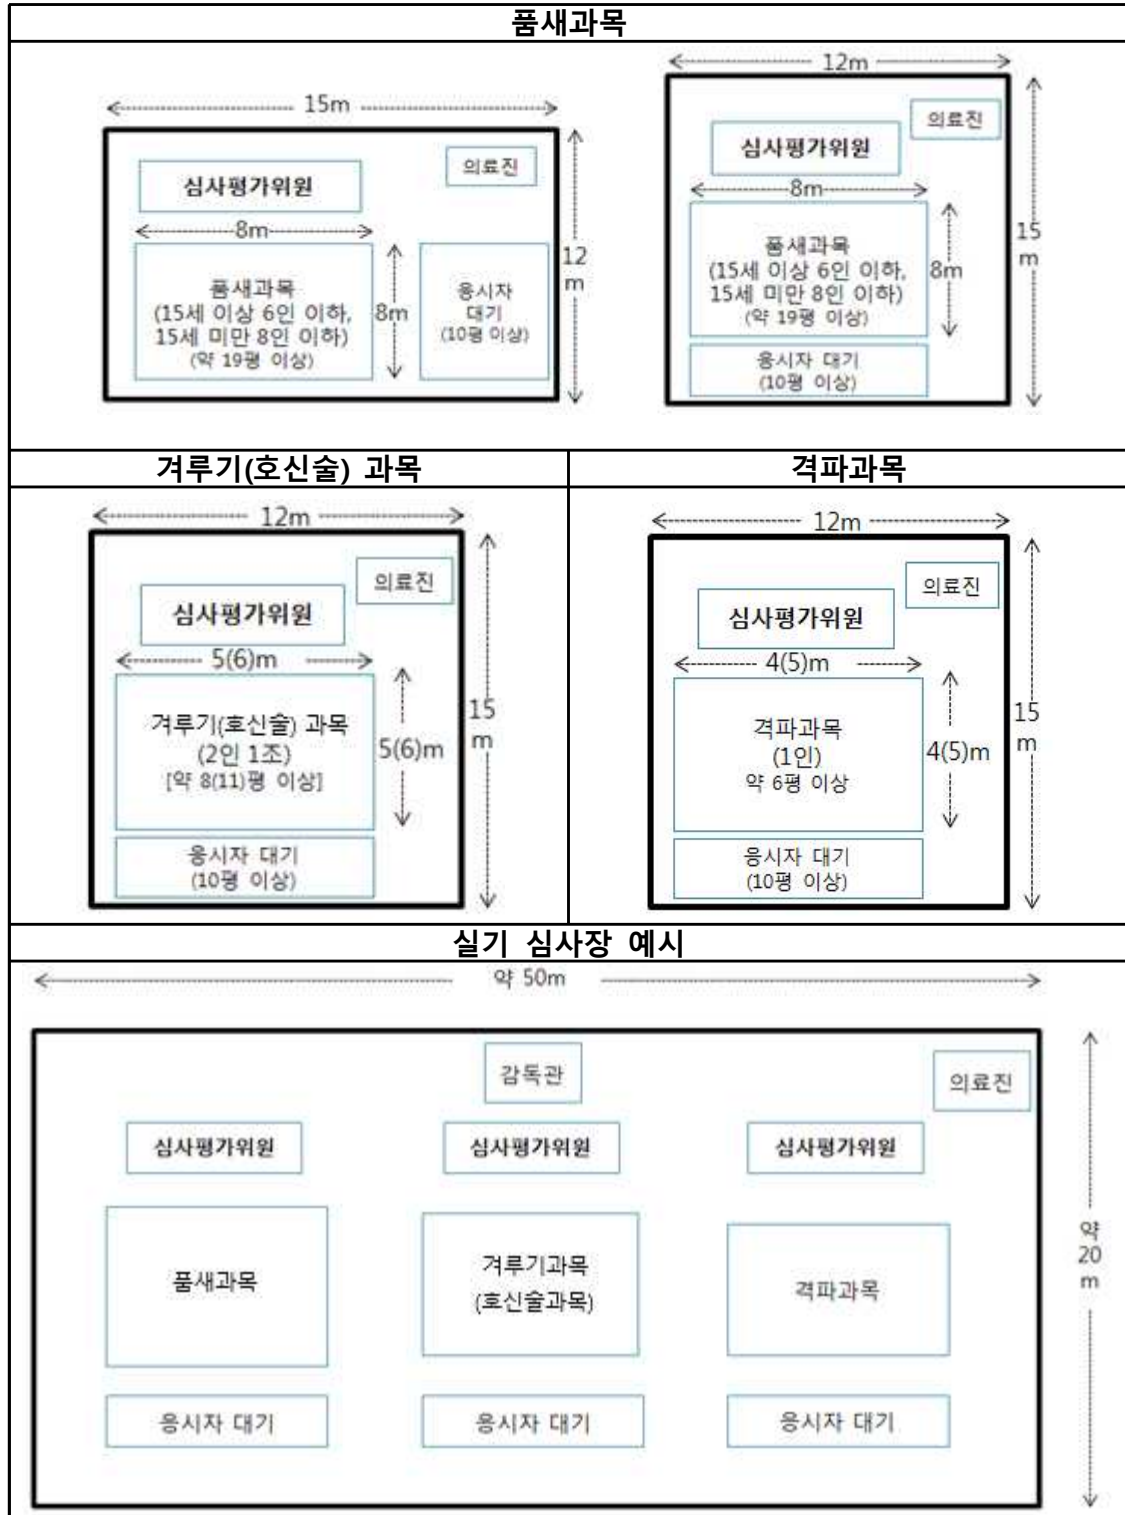 품새과목
15m
심사평가위원
의료진
8m
품새과목
(15세 이상 6인 이하,
15세 미만 8인 이하)
(약 19평 이상)
8m
응시자
대기
(10평 이상)
12
m
12m
의료진
심사평가위원
8m
품새과목
(15세 이상 6인 이하,
15세 미만 8인 이하)
(약 19평 이상)
8m
응시자 대기
(10평 이상)
15
m
겨루기(호신술) 과목
12m
의료진
심사평가위원
5(6)m
겨루기(호신술) 과목
(2인 1조)
[약 8(11)평 이상]
5(6)m
응시자 대기
(10평 이상)
15
m
격파과목
12m
의료진
심사평가위원
4(5)m
격파과목
(1인)
약 6평 이상
4(5)m
응시자 대기
(10평 이상)
15
m
실기 심사장 예시
약 50m
감독관
의료진
심사평가위원
심사평가위원
심사평가위원
품새과목
겨루기과목
(호신술과목)
격파과목
응시자 대기
응시자 대기
응시자 대기
약
20
m